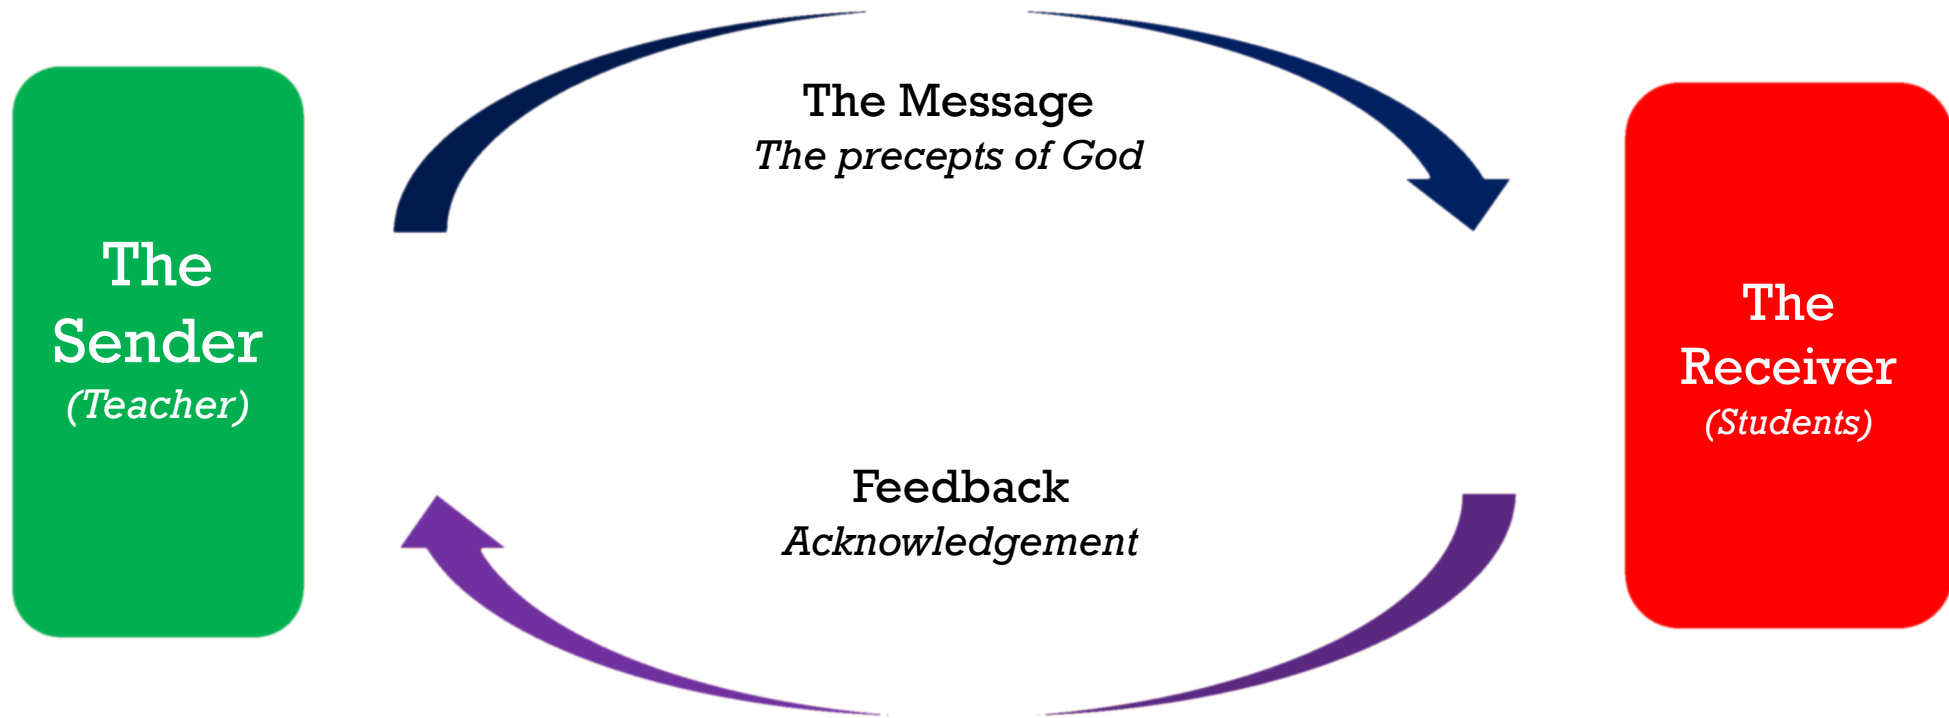 The Message
The precepts of God
The
Sender
(Teacher)
The
Receiver
(Students)
Feedback
Acknowledgement